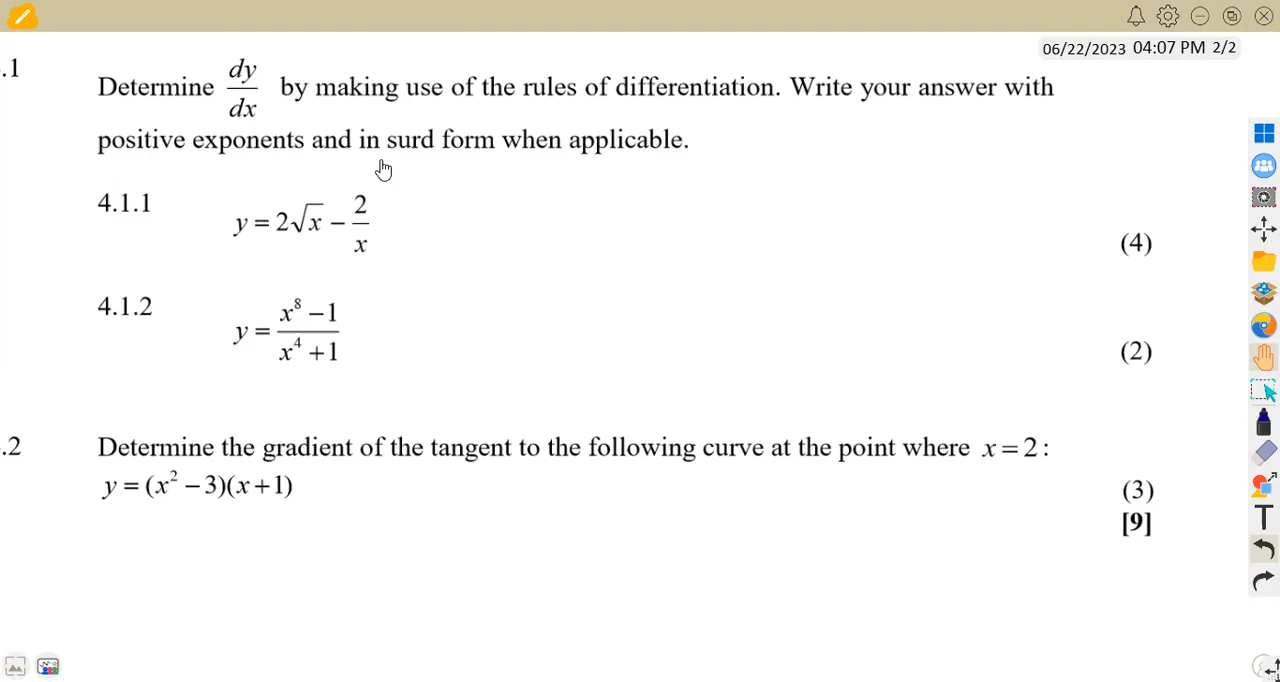 06/22/2023 04:07 PM 2/2
.1 Determine dy/dx by making use of the rules of differentiation. Write your answer with
positive exponents and in surd form when applicable.
4.1.1 y = 2√x − 2/x (4)
4.1.2 y = (x⁸ − 1)/(x⁴ + 1) (2)
.2 Determine the gradient of the tangent to the following curve at the point where x = 2 :
y = (x² − 3)(x + 1) (3)
[9]